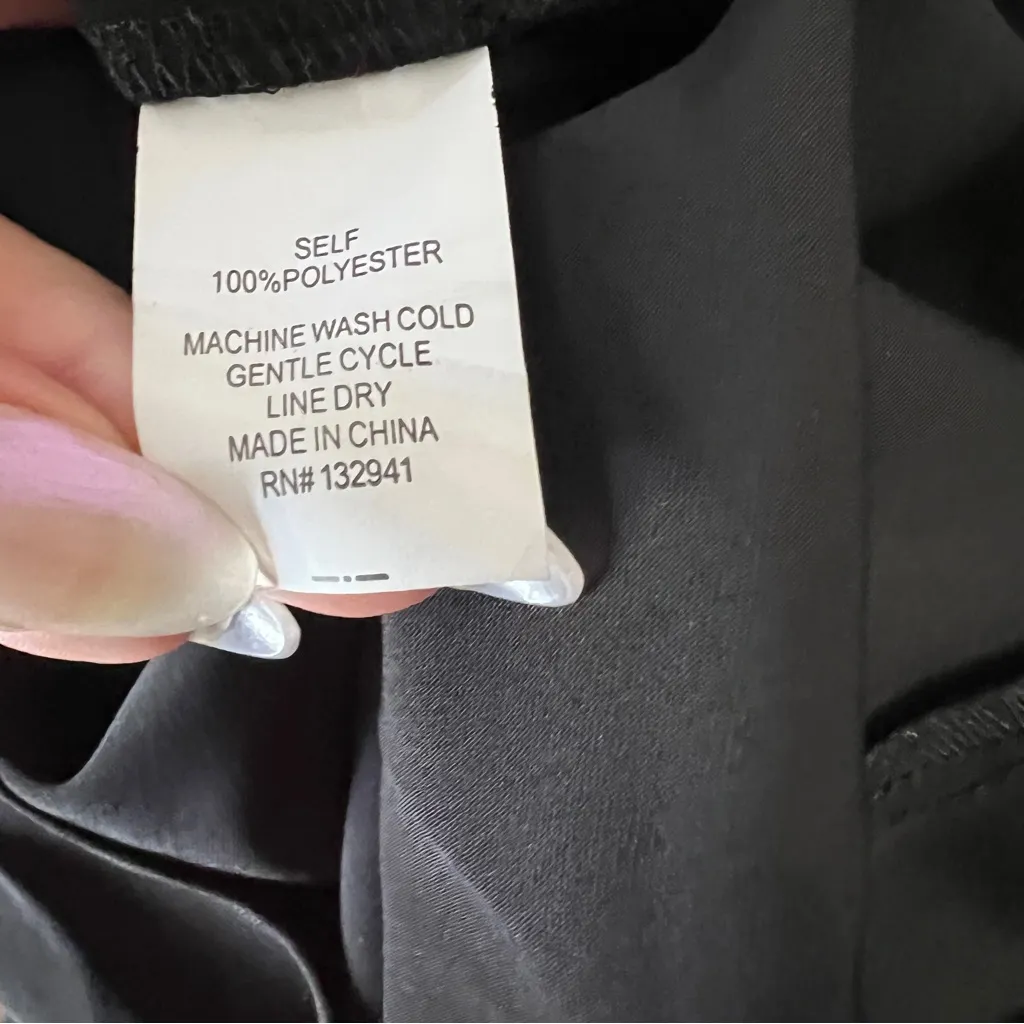 SELF
100%POLYESTER
MACHINE WASH COLD
GENTLE CYCLE
LINE DRY
MADE IN CHINA
RN# 132941